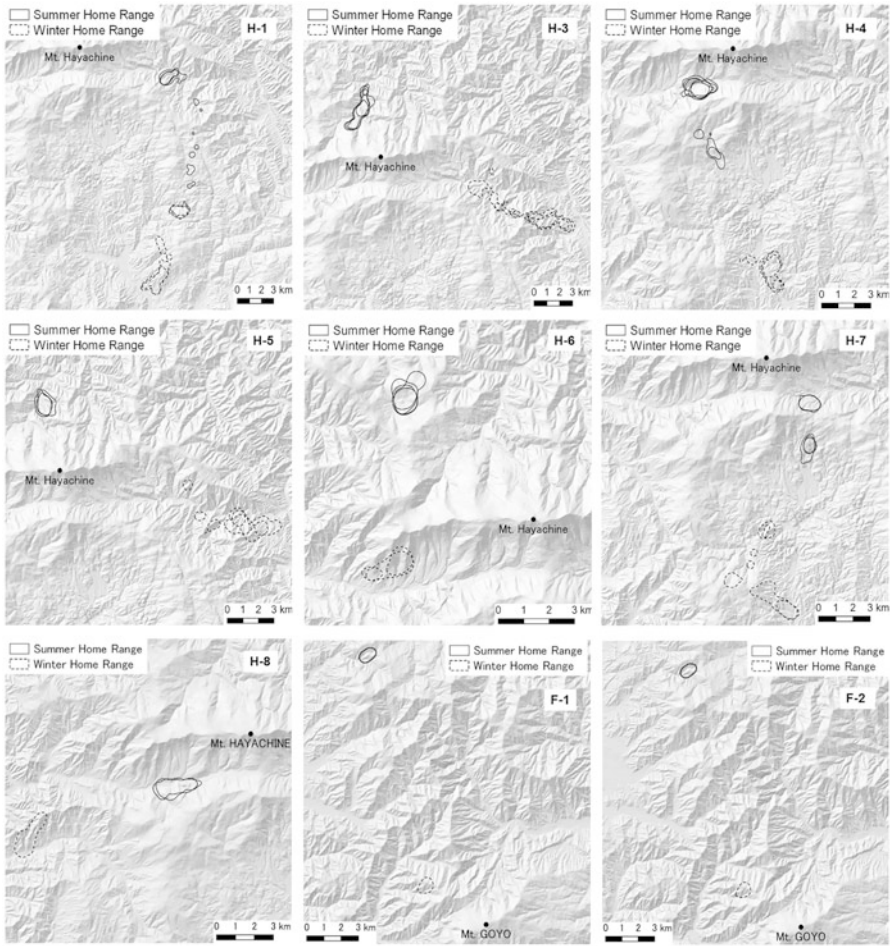 Summer Home Range
Winter Home Range
H-1
Mt. Hayachine
0 1 2 3 km
Summer Home Range
Winter Home Range
H-3
Mt. Hayachine
0 1 2 3 km
Summer Home Range
Winter Home Range
H-4
Mt. Hayachine
0 1 2 3 km
Summer Home Range
Winter Home Range
H-5
Mt. Hayachine
0 1 2 3 km
Summer Home Range
Winter Home Range
H-6
Mt. Hayachine
0 1 2 3 km
Summer Home Range
Winter Home Range
H-7
Mt. Hayachine
0 1 2 3 km
Summer Home Range
Winter Home Range
H-8
Mt. HAYACHINE
0 1 2 3 km
Summer Home Range
Winter Home Range
F-1
Mt. GOYO
0 1 2 3 km
Summer Home Range
Winter Home Range
F-2
Mt. GOYO
0 1 2 3 km